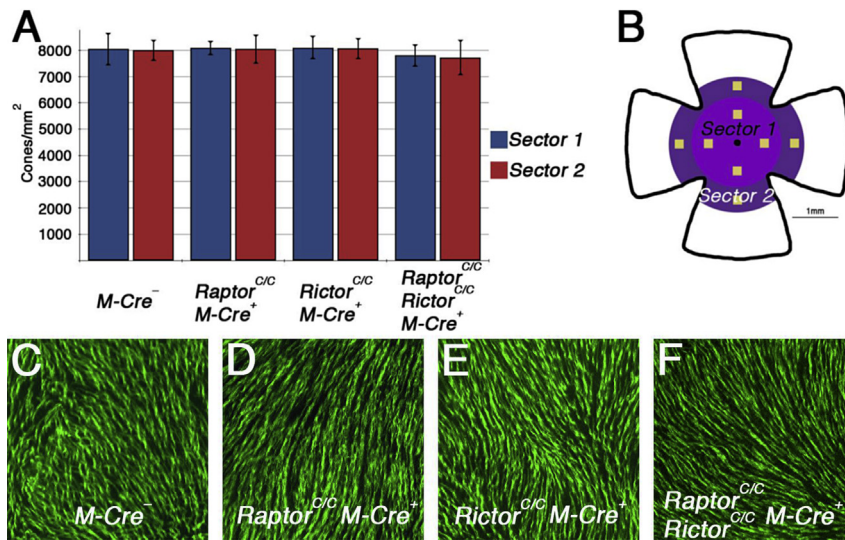 A
Cones/mm²
8000
7000
6000
5000
4000
3000
2000
1000
M-Cre⁻
Raptor^C/C
M-Cre⁺
Rictor^C/C
M-Cre⁺
Raptor^C/C
Rictor^C/C
M-Cre⁺
Sector 1
Sector 2
B
Sector 1
Sector 2
1mm
C
M-Cre⁻
D
Raptor^C/C M-Cre⁺
E
Rictor^C/C M-Cre⁺
F
Raptor^C/C M-Cre⁺
Rictor^C/C